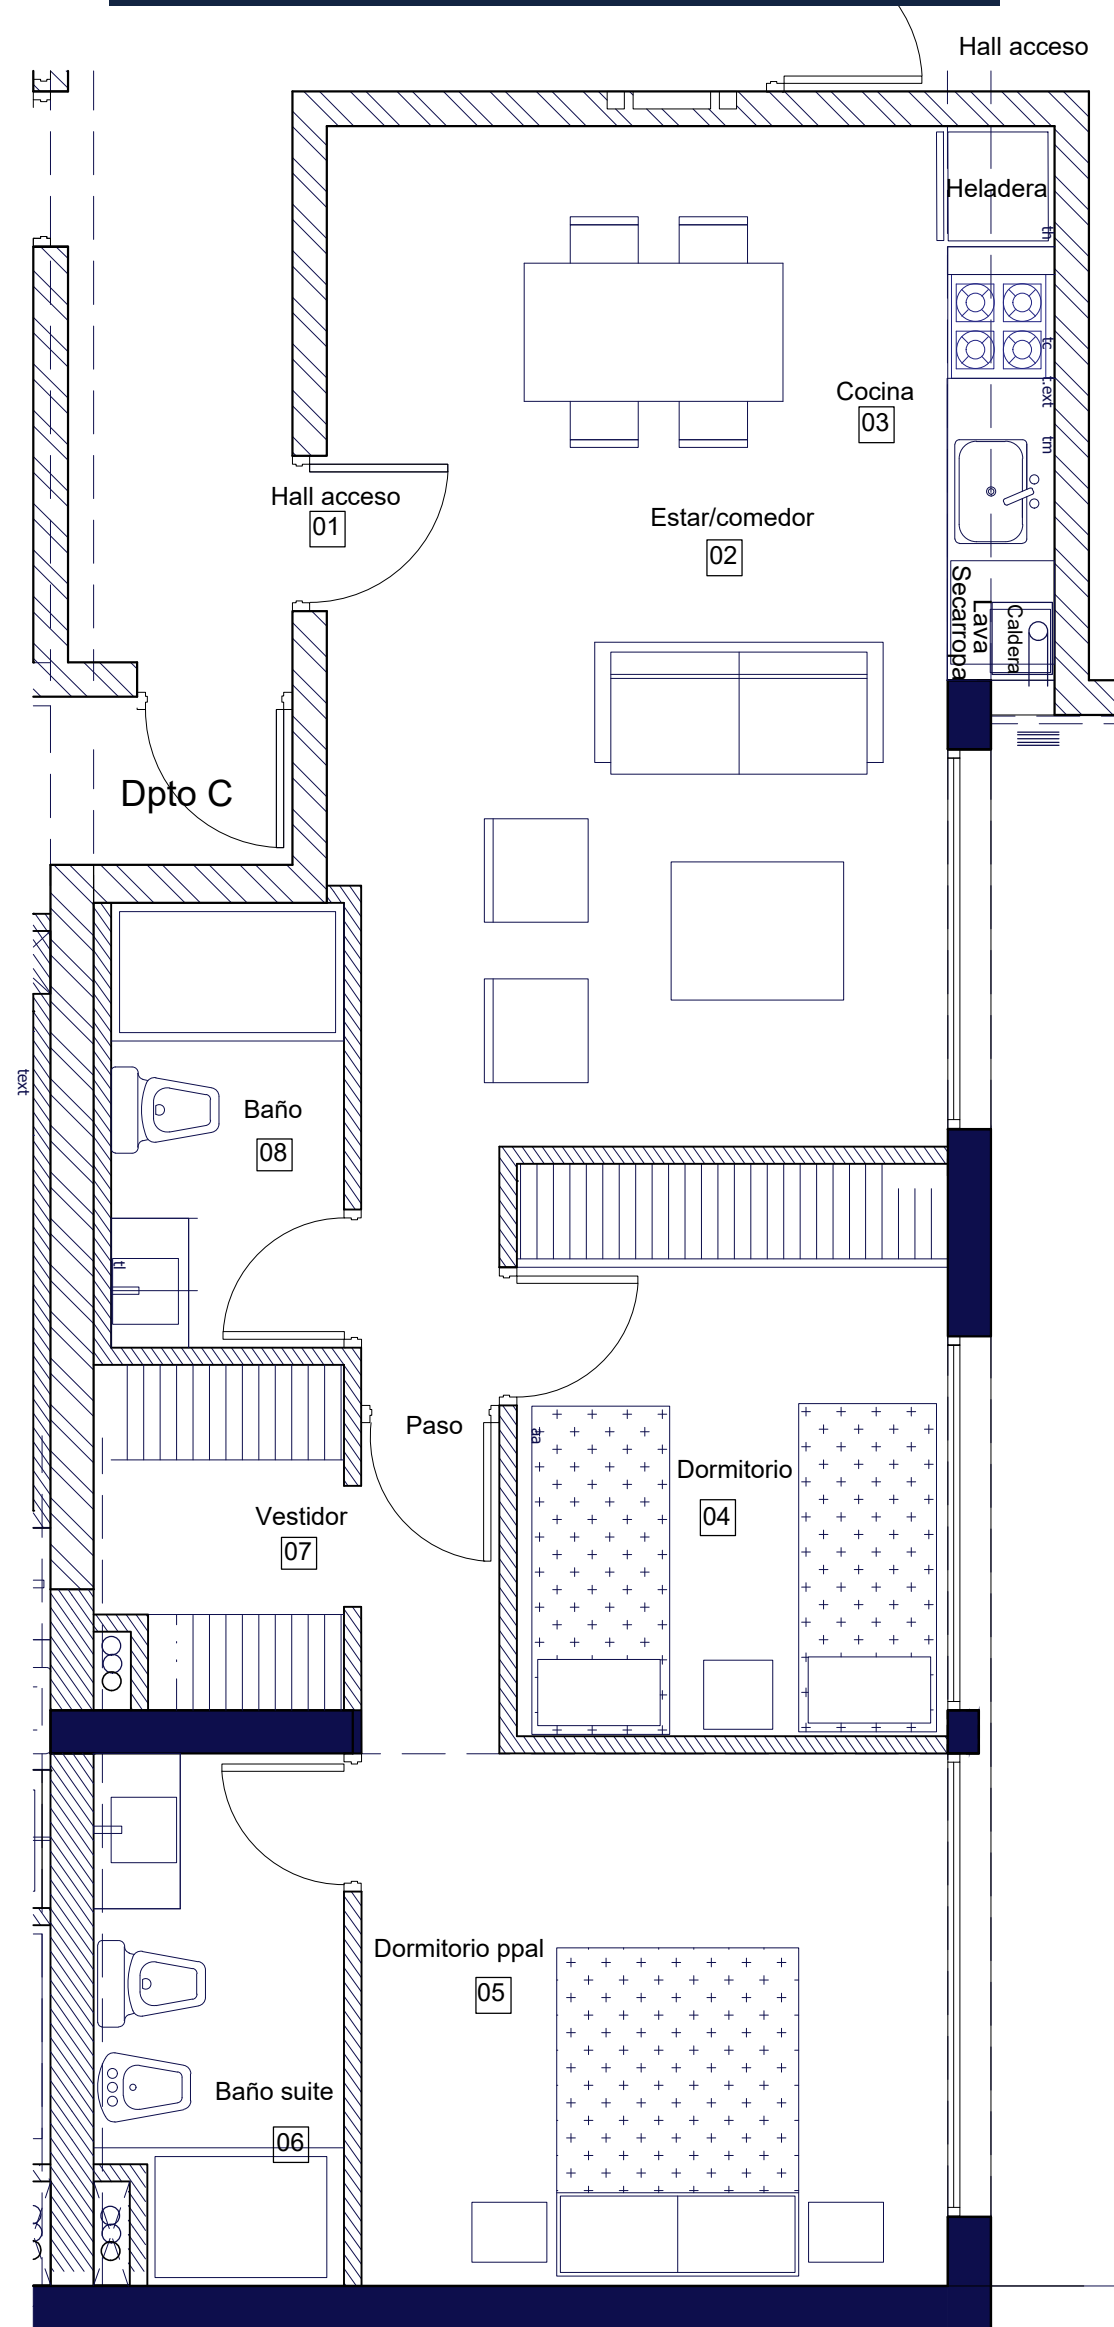 Hall acceso
Heladera
th
tc
t.ext
Cocina
03
tm
Hall acceso
01
Estar/comedor
02
Secarropa
Lava
Caldera
Dpto C
text
Baño
08
tl
Paso
aa
Dormitorio
04
Vestidor
07
Dormitorio ppal
05
Baño suite
06